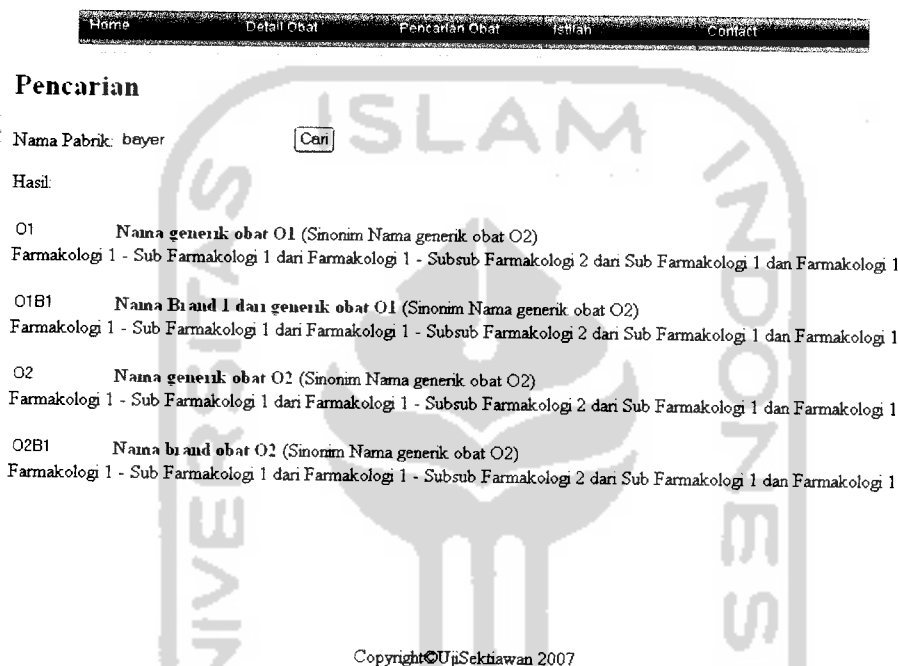 Home Detail Obat Pencarian Obat Istilah Contact
Pencarian
Nama Pabrik: bayer Cari
Hasil:
O1 Nama generik obat O1 (Sinonim Nama generik obat O2)
Farmakologi 1 - Sub Farmakologi 1 dari Farmakologi 1 - Subsub Farmakologi 2 dari Sub Farmakologi 1 dan Farmakologi 1
O1B1 Nama Brand 1 dari generik obat O1 (Sinonim Nama generik obat O2)
Farmakologi 1 - Sub Farmakologi 1 dari Farmakologi 1 - Subsub Farmakologi 2 dari Sub Farmakologi 1 dan Farmakologi 1
O2 Nama generik obat O2 (Sinonim Nama generik obat O2)
Farmakologi 1 - Sub Farmakologi 1 dari Farmakologi 1 - Subsub Farmakologi 2 dari Sub Farmakologi 1 dan Farmakologi 1
O2B1 Nama brand obat O2 (Sinonim Nama generik obat O2)
Farmakologi 1 - Sub Farmakologi 1 dari Farmakologi 1 - Subsub Farmakologi 2 dari Sub Farmakologi 1 dan Farmakologi 1
Copyright©UjiSektiawan 2007
ISLAM
NIVERSITAS
INDONES